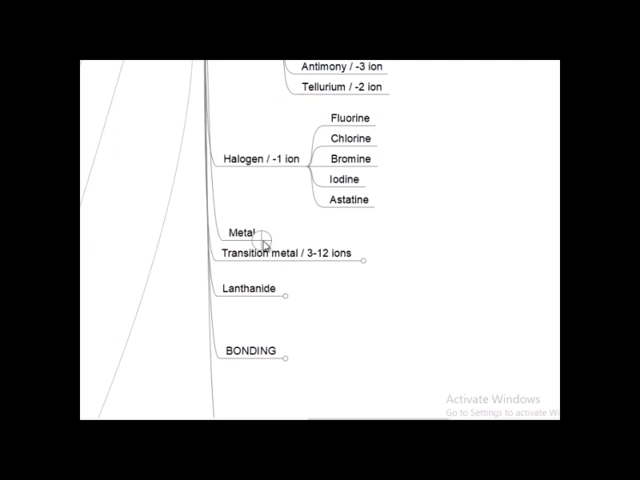 Antimony / -3 ion
Tellurium / -2 ion
Fluorine
Chlorine
Halogen / -1 ion
Bromine
Iodine
Astatine
Metal
Transition metal / 3-12 ions
Lanthanide
BONDING
Activate Windows
Go to Settings to activate Wi